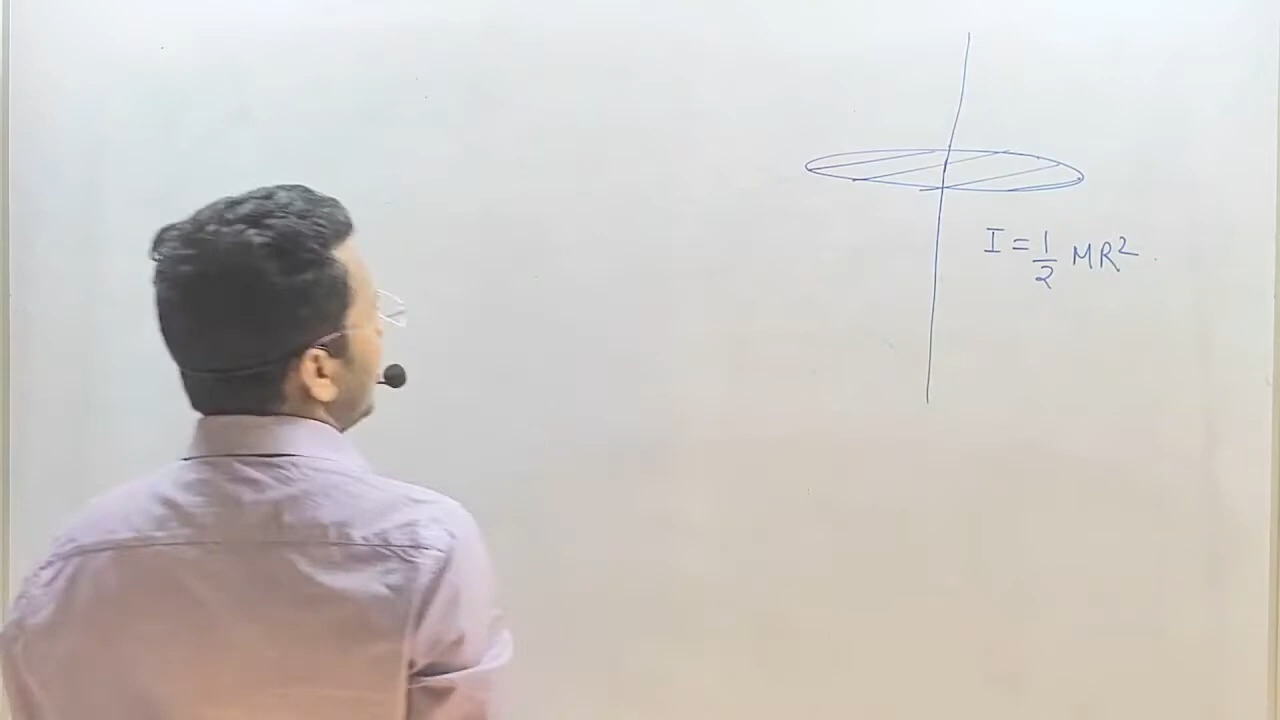 I = 1/2 MR²